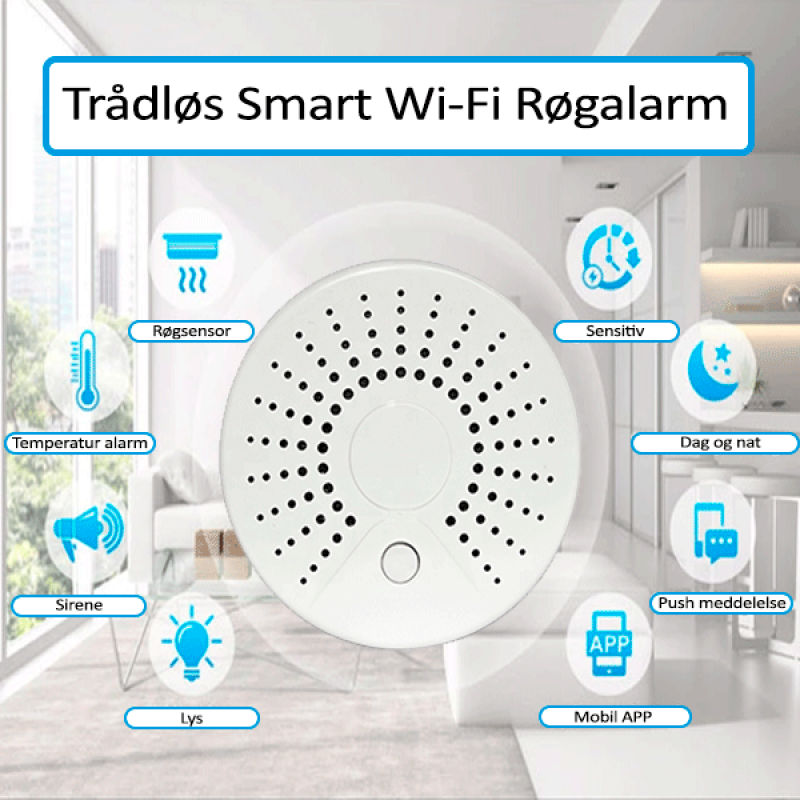 Trådløs Smart Wi-Fi Røgalarm
Røgsensor
Sensitiv
Temperatur alarm
Dag og nat
Sirene
Push meddelelse
APP
Lys
Mobil APP